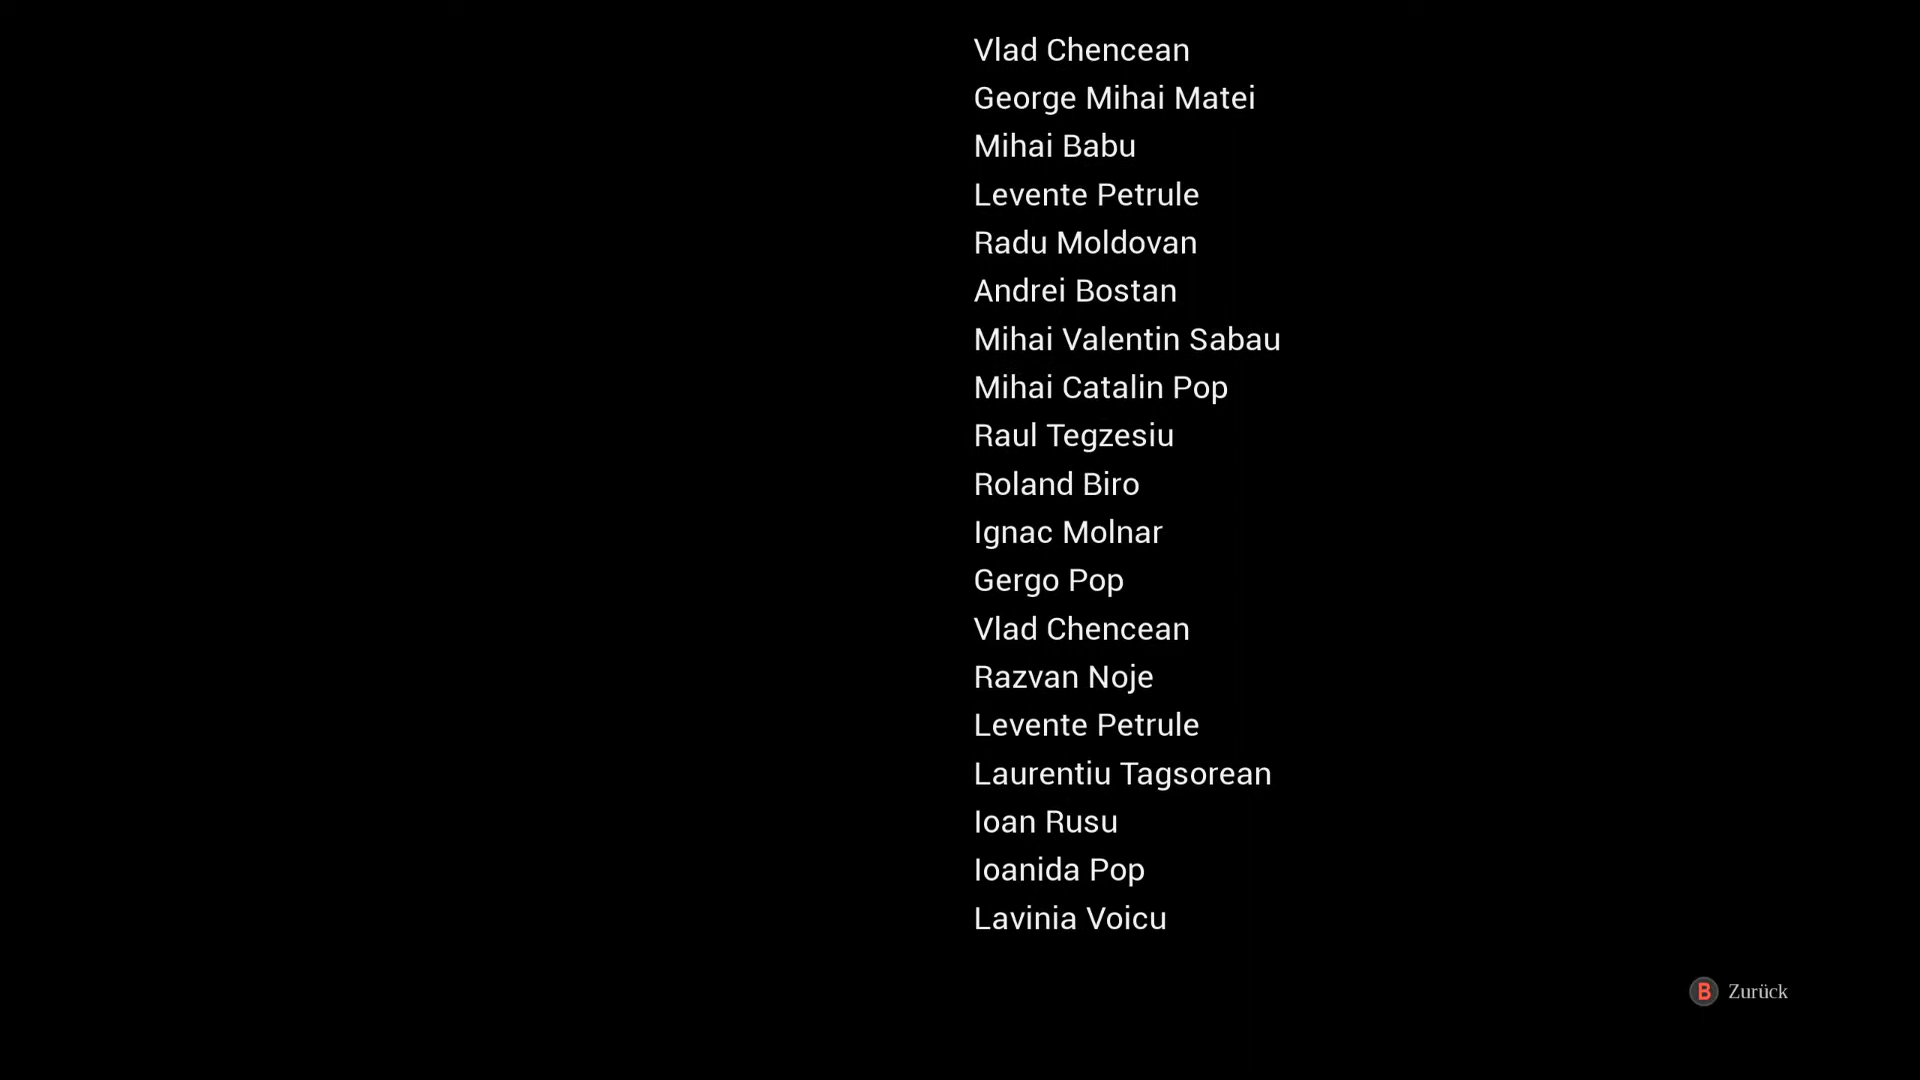 Vlad Chencean
George Mihai Matei
Mihai Babu
Levente Petrule
Radu Moldovan
Andrei Bostan
Mihai Valentin Sabau
Mihai Catalin Pop
Raul Tegzesiu
Roland Biro
Ignac Molnar
Gergo Pop
Vlad Chencean
Razvan Noje
Levente Petrule
Laurentiu Tagsorean
Ioan Rusu
Ioanida Pop
Lavinia Voicu
B Zurück